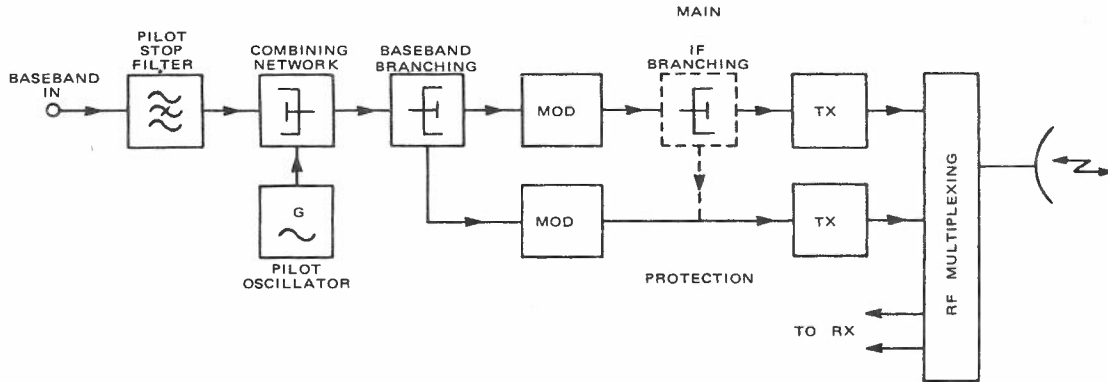 MAIN
PILOT
STOP
FILTER
COMBINING
NETWORK
BASEBAND
BRANCHING
IF
BRANCHING
BASEBAND
IN
MOD
TX
G
PILOT
OSCILLATOR
MOD
TX
PROTECTION
TO RX
RF MULTIPLEXING